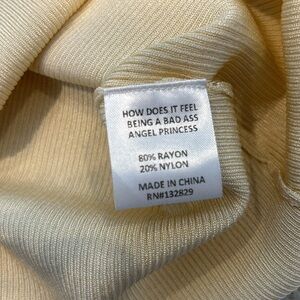 HOW DOES IT FEEL
BEING A BAD ASS
ANGEL PRINCESS
80% RAYON
20% NYLON
MADE IN CHINA
RN#132829